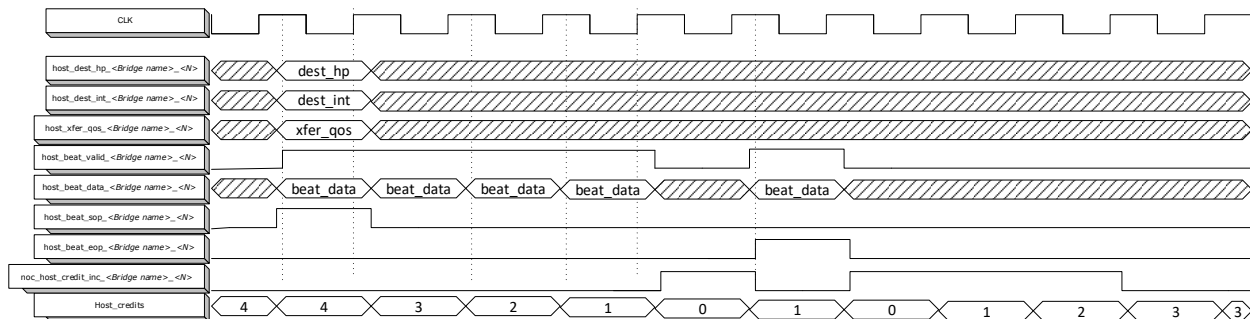 CLK
host_dest_hp_<Bridge name>_<N> dest_hp
host_dest_int_<Bridge name>_<N> dest_int
host_xfer_qos_<Bridge name>_<N> xfer_qos
host_beat_valid_<Bridge name>_<N>
host_beat_data_<Bridge name>_<N> beat_data beat_data beat_data beat_data beat_data
host_beat_sop_<Bridge name>_<N>
host_beat_eop_<Bridge name>_<N>
noc_host_credit_inc_<Bridge name>_<N>
Host_credits 4 4 3 2 1 0 1 0 1 2 3 3